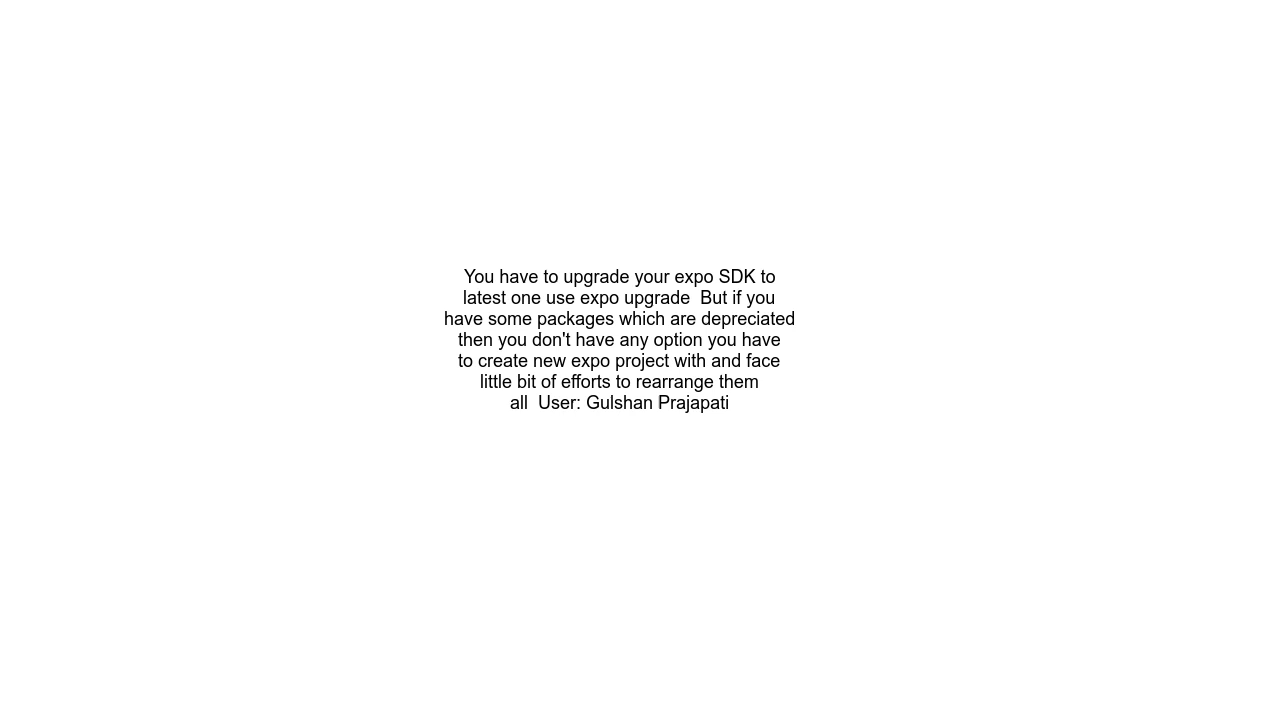 You have to upgrade your expo SDK to
latest one use expo upgrade  But if you
have some packages which are depreciated
then you don't have any option you have
to create new expo project with and face
little bit of efforts to rearrange them
all  User: Gulshan Prajapati